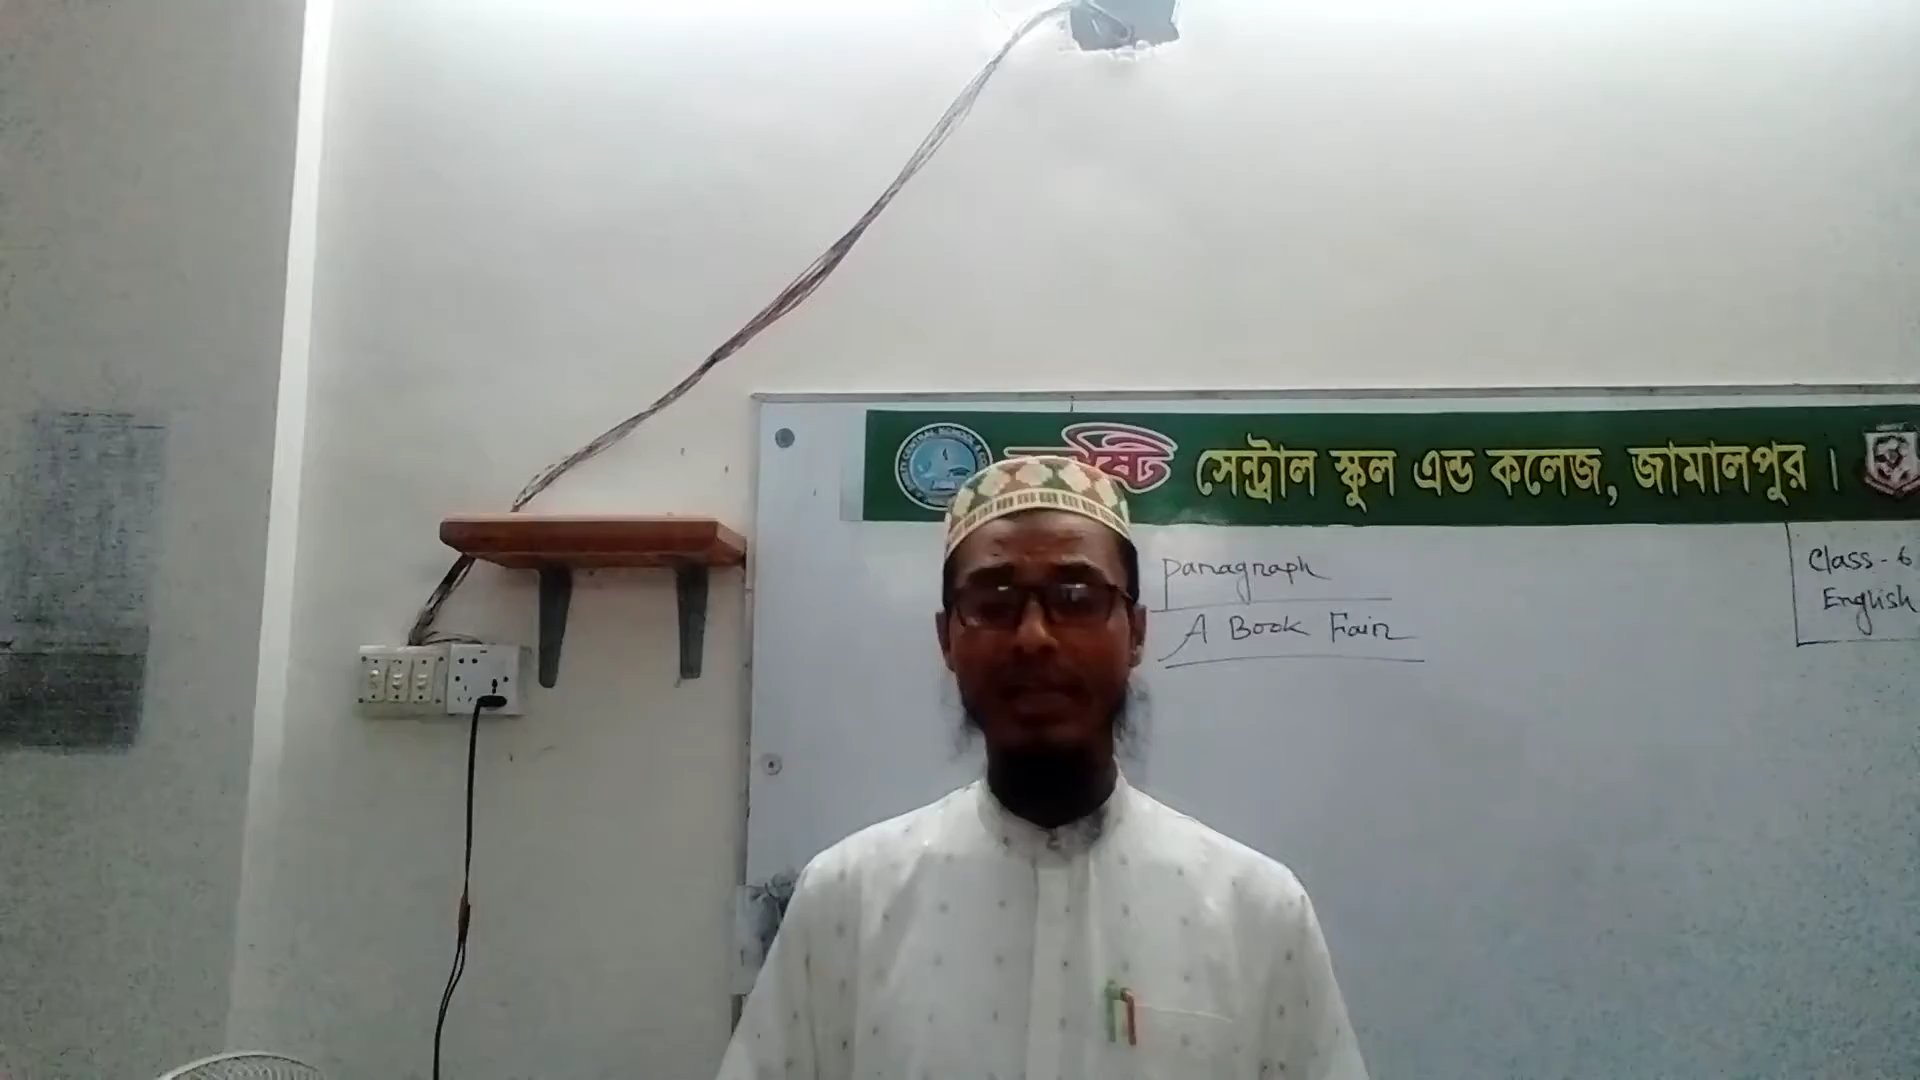 সেন্ট্রাল স্কুল এন্ড কলেজ, জামালপুর।
Paragraph
A Book Fair
Class - 6
English